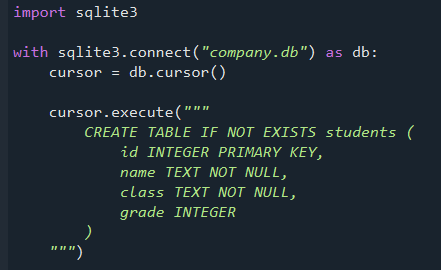 import sqlite3
with sqlite3.connect("company.db") as db:
cursor = db.cursor()
cursor.execute("""
CREATE TABLE IF NOT EXISTS students (
id INTEGER PRIMARY KEY,
name TEXT NOT NULL,
class TEXT NOT NULL,
grade INTEGER
)
""")